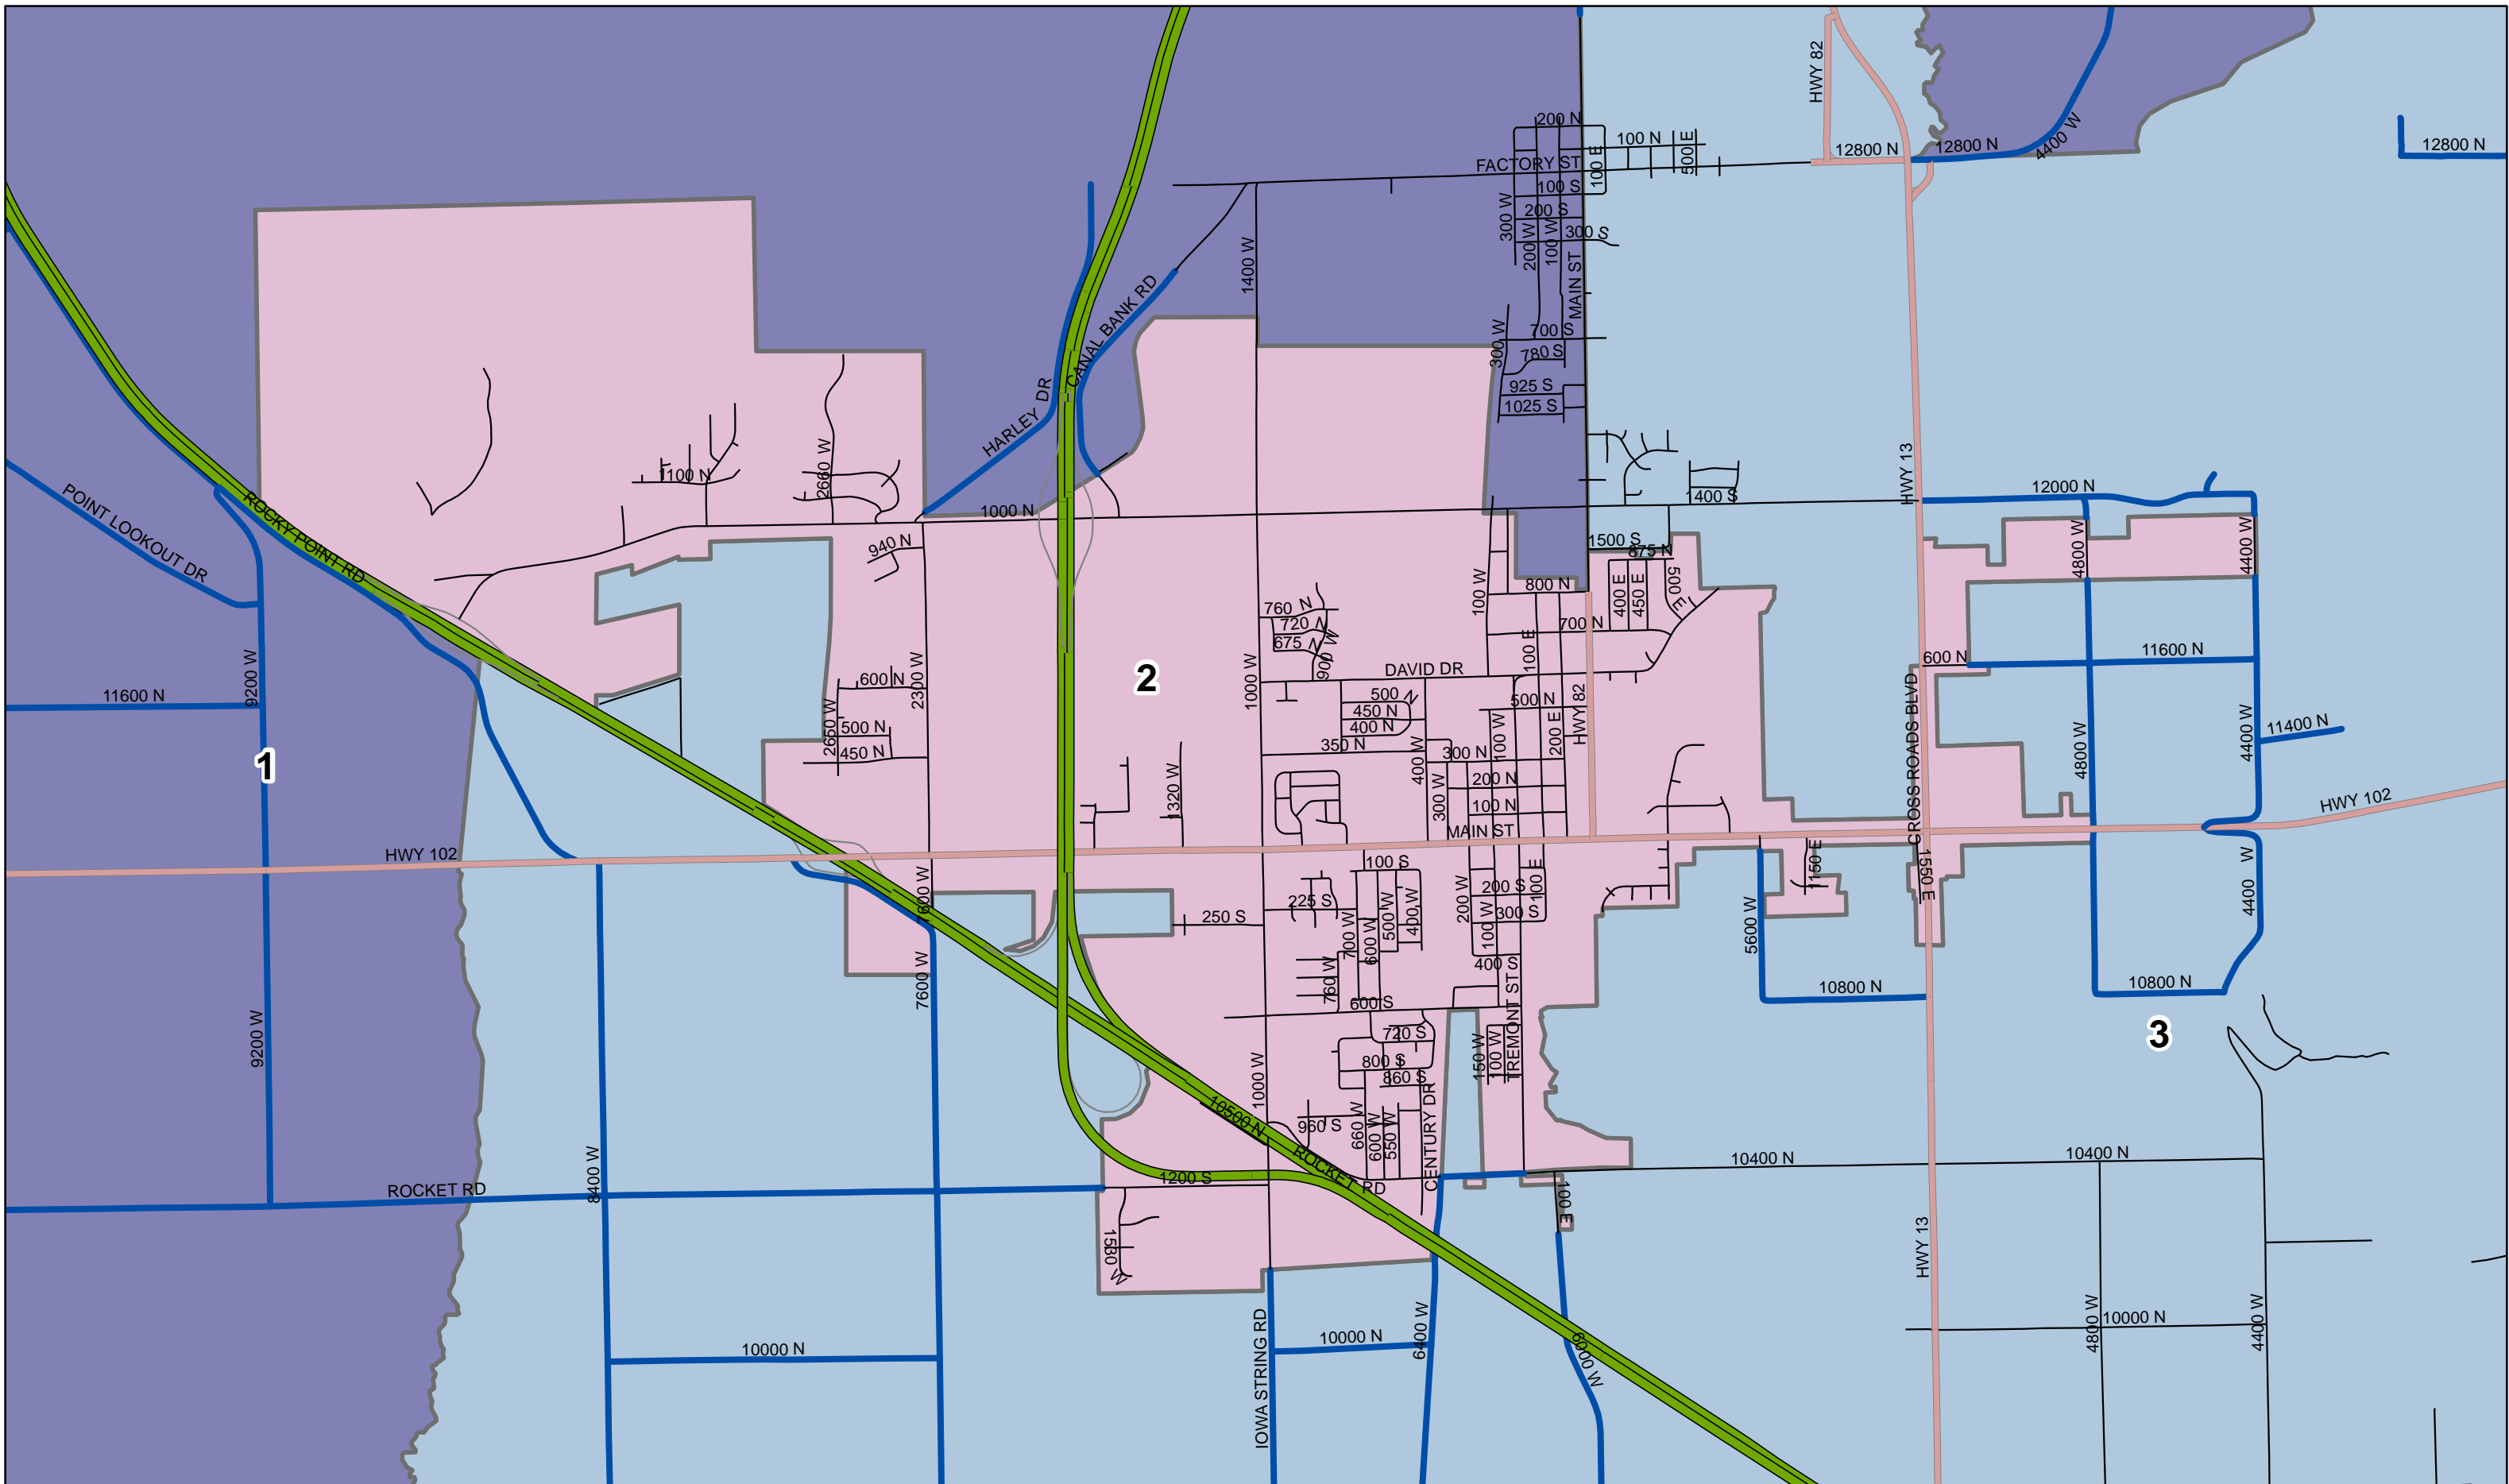 HWY 82
200 N
100 N
500 E
100 E
12800 N
12800 N
4400 W
12800 N
FACTORY ST
100 S
300 W
200 S
200 W
100 W
300 S
1400 W
MAIN ST
CANAL BANK RD
700 S
300 W
780 S
925 S
1025 S
HARLEY DR
2660 W
1100 N
HWY 13
POINT LOOKOUT DR
ROCKY POINT RD
1000 N
1400 S
12000 N
940 N
1500 S
875 N
4800 W
4400 W
100 W
800 N
400 E
450 E
500 E
760 N
720 N
675 N
900 W
700 N
100 E
9200 W
2300 W
1000 W
DAVID DR
600 N
11600 N
11600 N
600 N
2
500 N
450 N
400 N
500 N
HWY 82
200 E
100 W
2650 W
500 N
450 N
350 N
400 W
300 N
CROSS ROADS BLVD
4800 W
4400 W
11400 N
1
1320 W
300 W
200 N
100 N
MAIN ST
HWY 102
HWY 102
100 S
1150 E
1550 E
4400 W
7600 W
225 S
250 S
700 W
600 W
500 W
400 W
200 W
200 S
100 E
100 W
300 S
5600 W
7600 W
760 W
400 S
600 S
10800 N
10800 N
9200 W
3
720 S
800 S
860 S
150 W
100 W
TREMONT ST
1000 W
10500 N
960 S
660 W
600 W
550 W
CENTURY DR
8400 W
ROCKET RD
ROCKET RD
1200 S
10400 N
10400 N
100 E
1530 W
HWY 13
IOWA STRING RD
10000 N
10000 N
6400 W
6000 W
4800 W
10000 N
4400 W